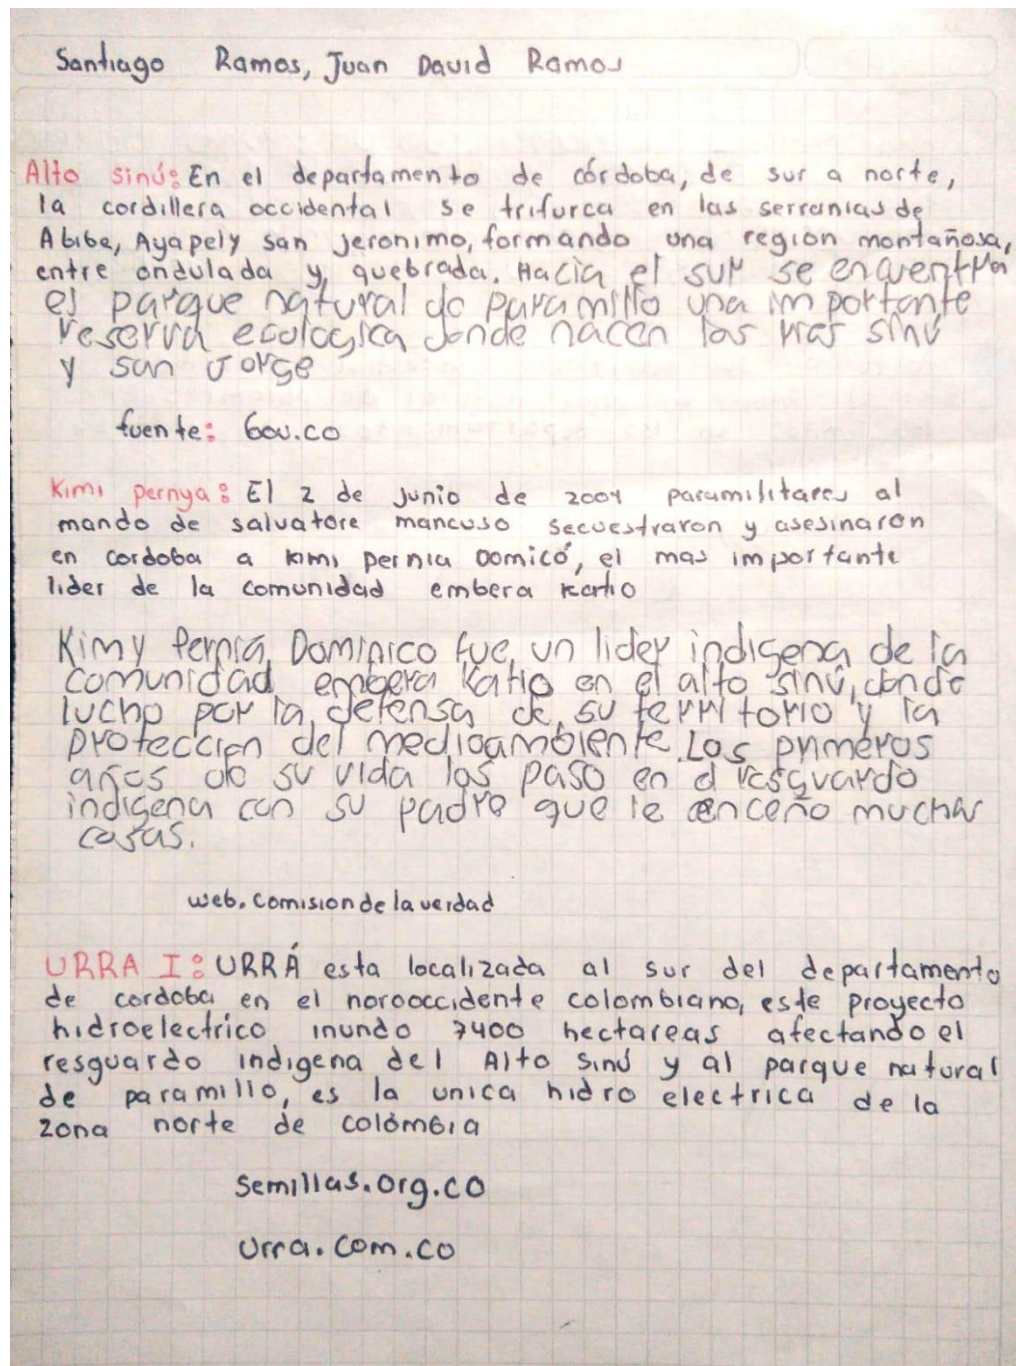 Santiago Ramos, Juan David Ramos
Alto sinú: En el departamento de córdoba, de sur a norte,
la cordillera occidental se trifurca en las serranias de
Abibe, Ayapely san jeronimo, formando una region montañosa,
entre ondulada y quebrada. Hacia el sur se encuentra
el parque natural do paramillo una importante
reserva ecologica donde nacen los rios sinú
y san Jorge
fuente: Gov.co
Kimi pernya: El 2 de junio de 2001 paramilitares al
mando de salvatore mancuso secuestraron y asesinaron
en cordoba a kimi pernia Domicó, el mas importante
lider de la comunidad embera katio
Kimy Pernia Dominico fue un lider indigena de la
comunidad embera Katio en el alto sinú, donde
lucho por la defensa de su territorio y la
proteccion del medioambiente. Los primeros
años de su vida los paso en el resguardo
indigena con su padre que le enceño muchas
cosas.
web.comisiondelaverdad
URRA I: URRÁ esta localizada al sur del departamento
de cordoba en el norooccidente colombiano, este proyecto
hidroelectrico inundo 7400 hectareas afectando el
resguardo indigena del Alto Sinú y al parque natural
de paramillo, es la unica hidro electrica de la
zona norte de colómbia
semillas.org.co
urra.com.co